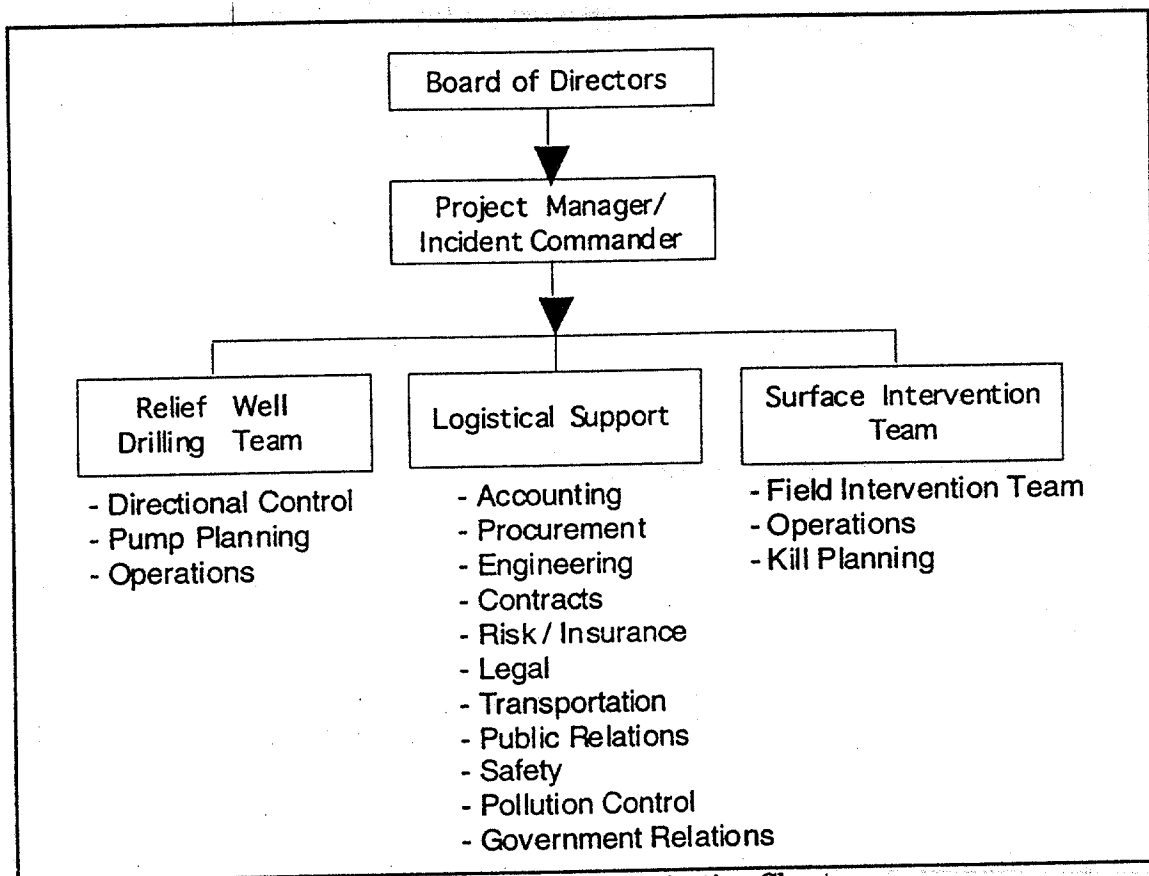 Board of Directors
Project Manager/
Incident Commander
Relief Well
Drilling Team
- Directional Control
- Pump Planning
- Operations
Logistical Support
- Accounting
- Procurement
- Engineering
- Contracts
- Risk / Insurance
- Legal
- Transportation
- Public Relations
- Safety
- Pollution Control
- Government Relations
Surface Intervention
Team
- Field Intervention Team
- Operations
- Kill Planning